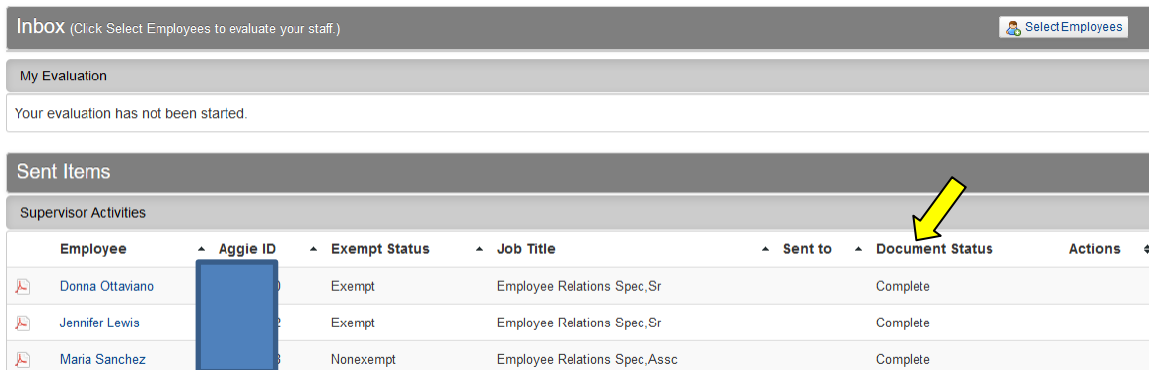 Inbox (Click Select Employees to evaluate your staff.) Select Employees
My Evaluation
Your evaluation has not been started.
Sent Items
Supervisor Activities
Employee Aggie ID Exempt Status Job Title Sent to Document Status Actions
Donna Ottaviano 0 Exempt Employee Relations Spec,Sr Complete
Jennifer Lewis 2 Exempt Employee Relations Spec,Sr Complete
Maria Sanchez 3 Nonexempt Employee Relations Spec,Assc Complete